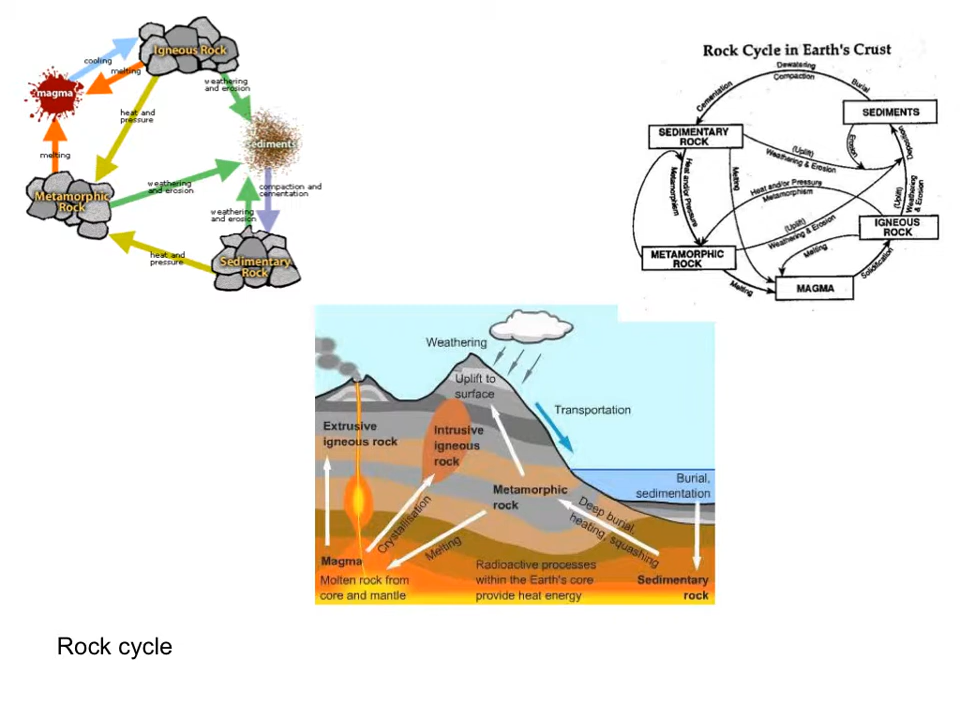 Igneous Rock
cooling
melting
magma
weathering
and erosion
heat and
pressure
sediments
melting
Metamorphic
Rock
weathering
and erosion
compaction and
cementation
weathering
and erosion
heat and
pressure
Sedimentary
Rock
Rock Cycle in Earth's Crust
Dewatering
Compaction
Cementation
Burial
SEDIMENTS
SEDIMENTARY
ROCK
Erosion
Deposition
(Uplift)
Weathering & Erosion
Metamorphism
Heat and/or Pressure
Melting
Heat and/or Pressure
Metamorphism
(Uplift)
Weathering
& Erosion
(Uplift)
Weathering & Erosion
IGNEOUS
ROCK
METAMORPHIC
ROCK
Melting
Melting
Solidification
MAGMA
Weathering
Uplift to
surface
Transportation
Extrusive
igneous rock
Intrusive
igneous
rock
Burial,
sedimentation
Metamorphic
rock
Deep burial,
heating, squashing
Crystallisation
Melting
Magma
Molten rock from
core and mantle
Radioactive processes
within the Earth's core
provide heat energy
Sedimentary
rock
Rock cycle